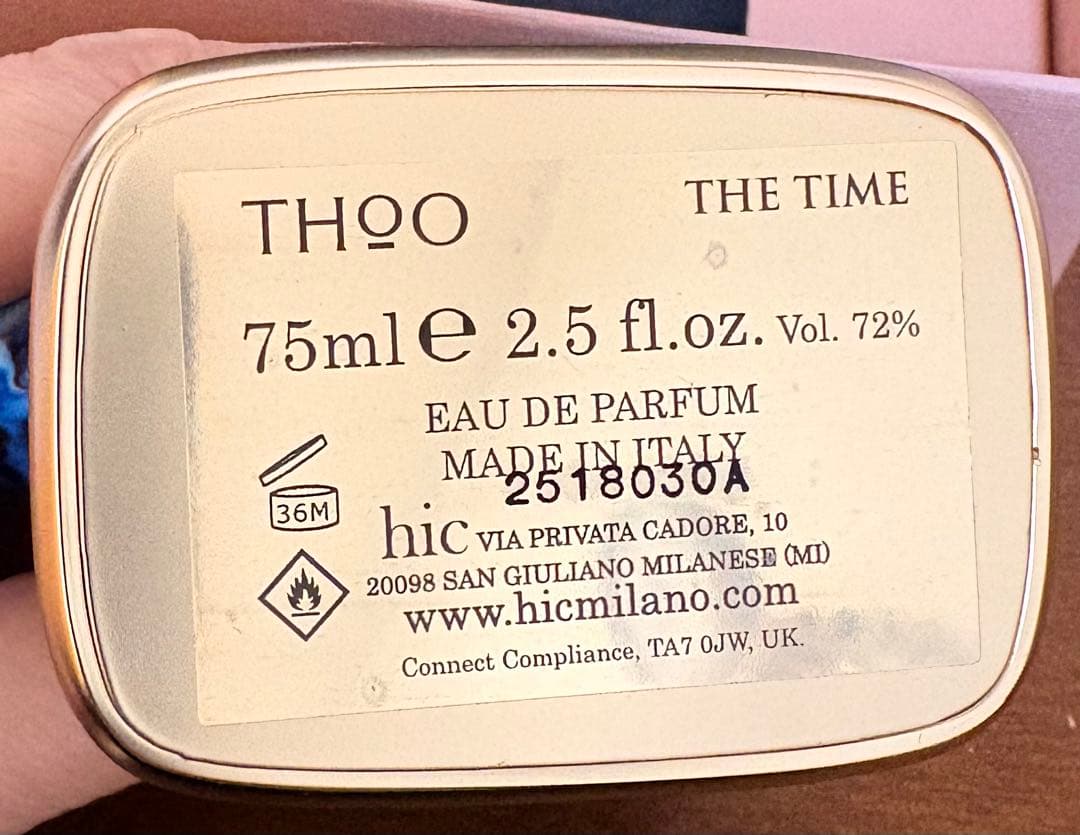 THOO
THE TIME
75ml ℮ 2.5 fl.oz. Vol. 72%
EAU DE PARFUM
MADE IN ITALY
2518030A
36M
hic VIA PRIVATA CADORE, 10
20098 SAN GIULIANO MILANESE (MI)
www.hicmilano.com
Connect Compliance, TA7 0JW, UK.